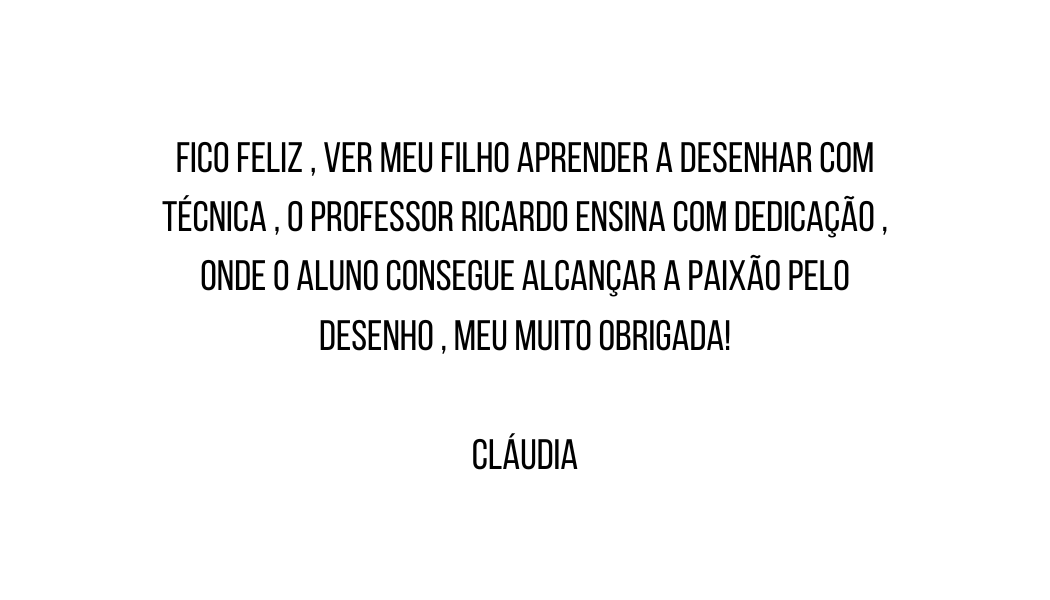 FICO FELIZ , VER MEU FILHO APRENDER A DESENHAR COM
TÉCNICA , O PROFESSOR RICARDO ENSINA COM DEDICAÇÃO ,
ONDE O ALUNO CONSEGUE ALCANÇAR A PAIXÃO PELO
DESENHO , MEU MUITO OBRIGADA!
CLÁUDIA